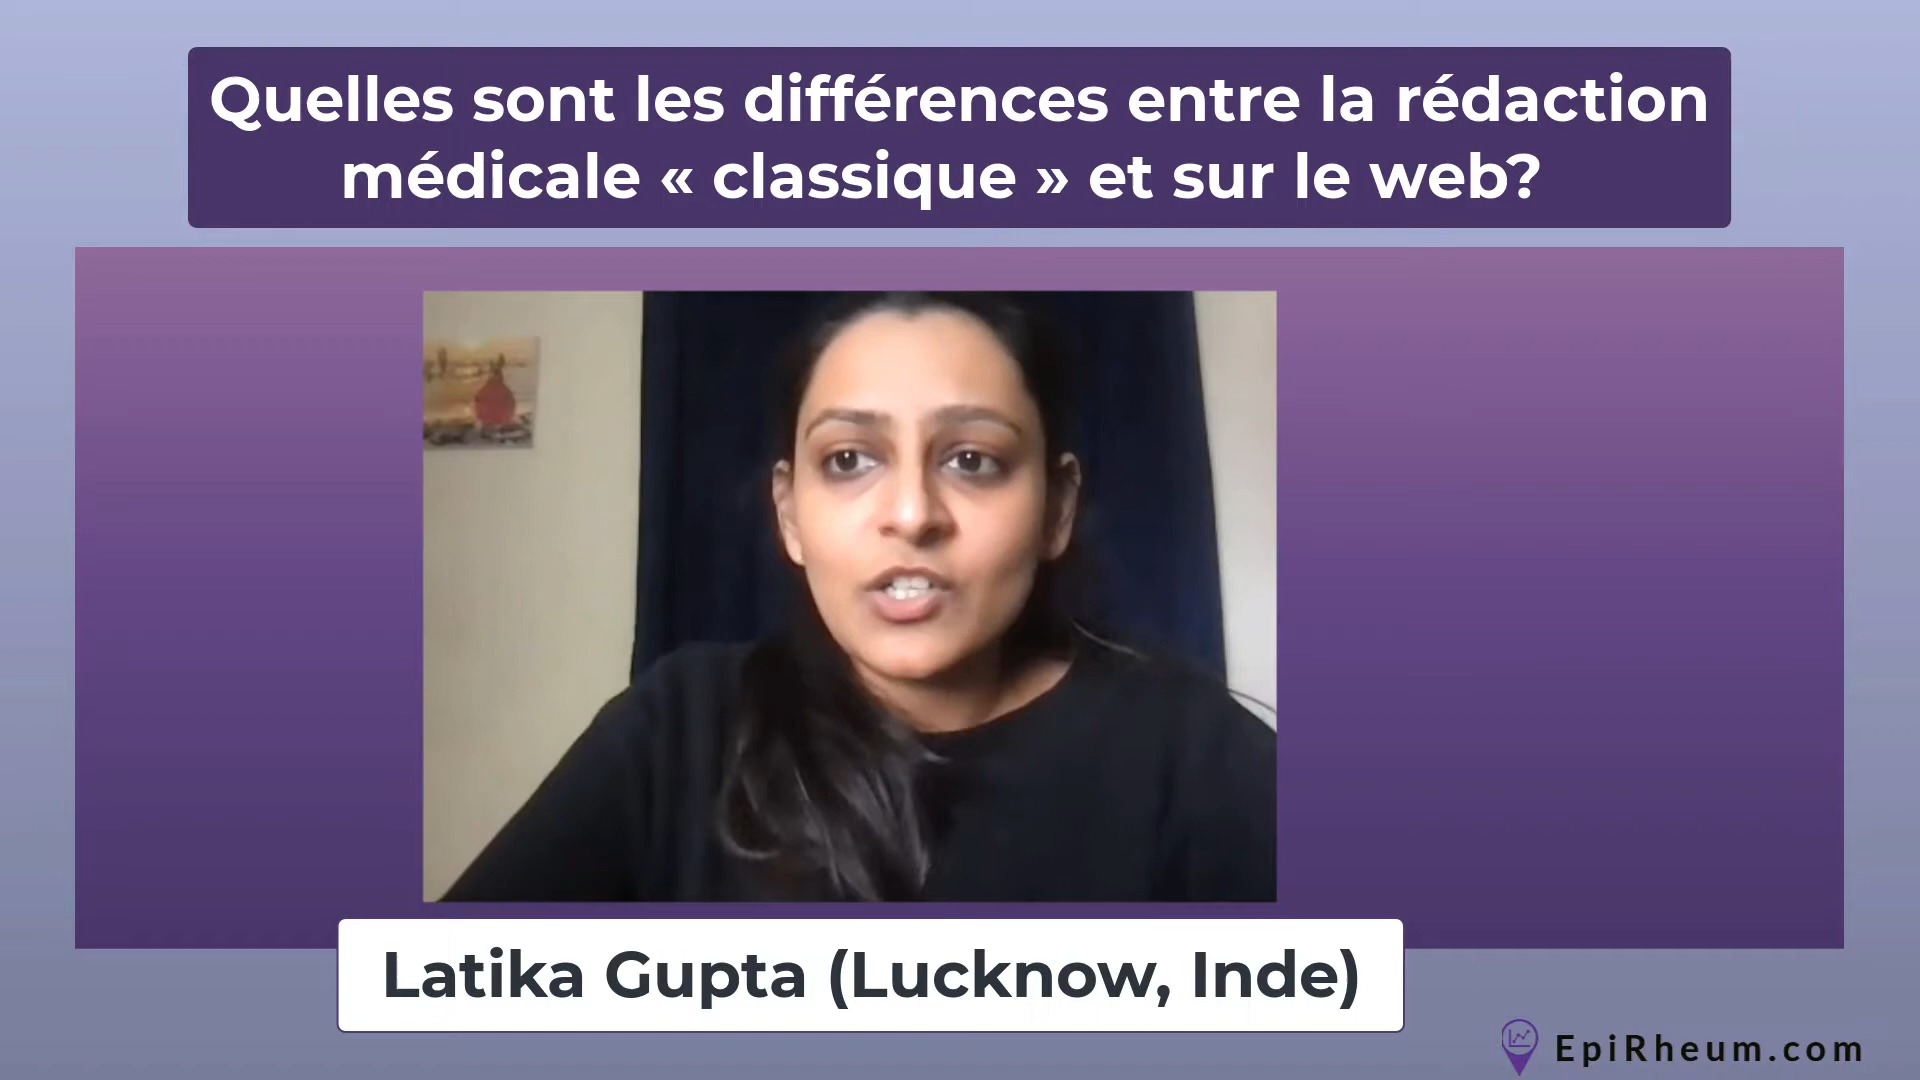 Quelles sont les différences entre la rédaction
médicale « classique » et sur le web?
Latika Gupta (Lucknow, Inde)
EpiRheum.com